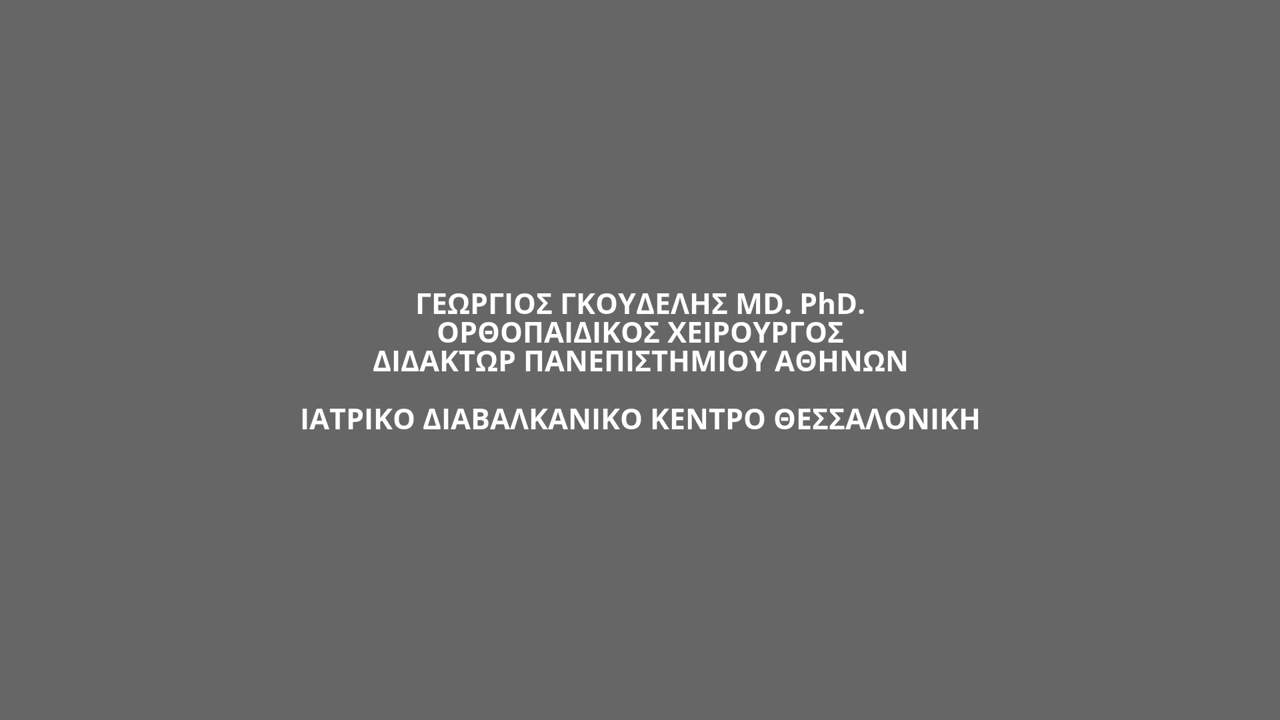 ΓΕΩΡΓΙΟΣ ΓΚΟΥΔΕΛΗΣ MD. PhD.
ΟΡΘΟΠΑΙΔΙΚΟΣ ΧΕΙΡΟΥΡΓΟΣ
ΔΙΔΑΚΤΩΡ ΠΑΝΕΠΙΣΤΗΜΙΟΥ ΑΘΗΝΩΝ
ΙΑΤΡΙΚΟ ΔΙΑΒΑΛΚΑΝΙΚΟ ΚΕΝΤΡΟ ΘΕΣΣΑΛΟΝΙΚΗ